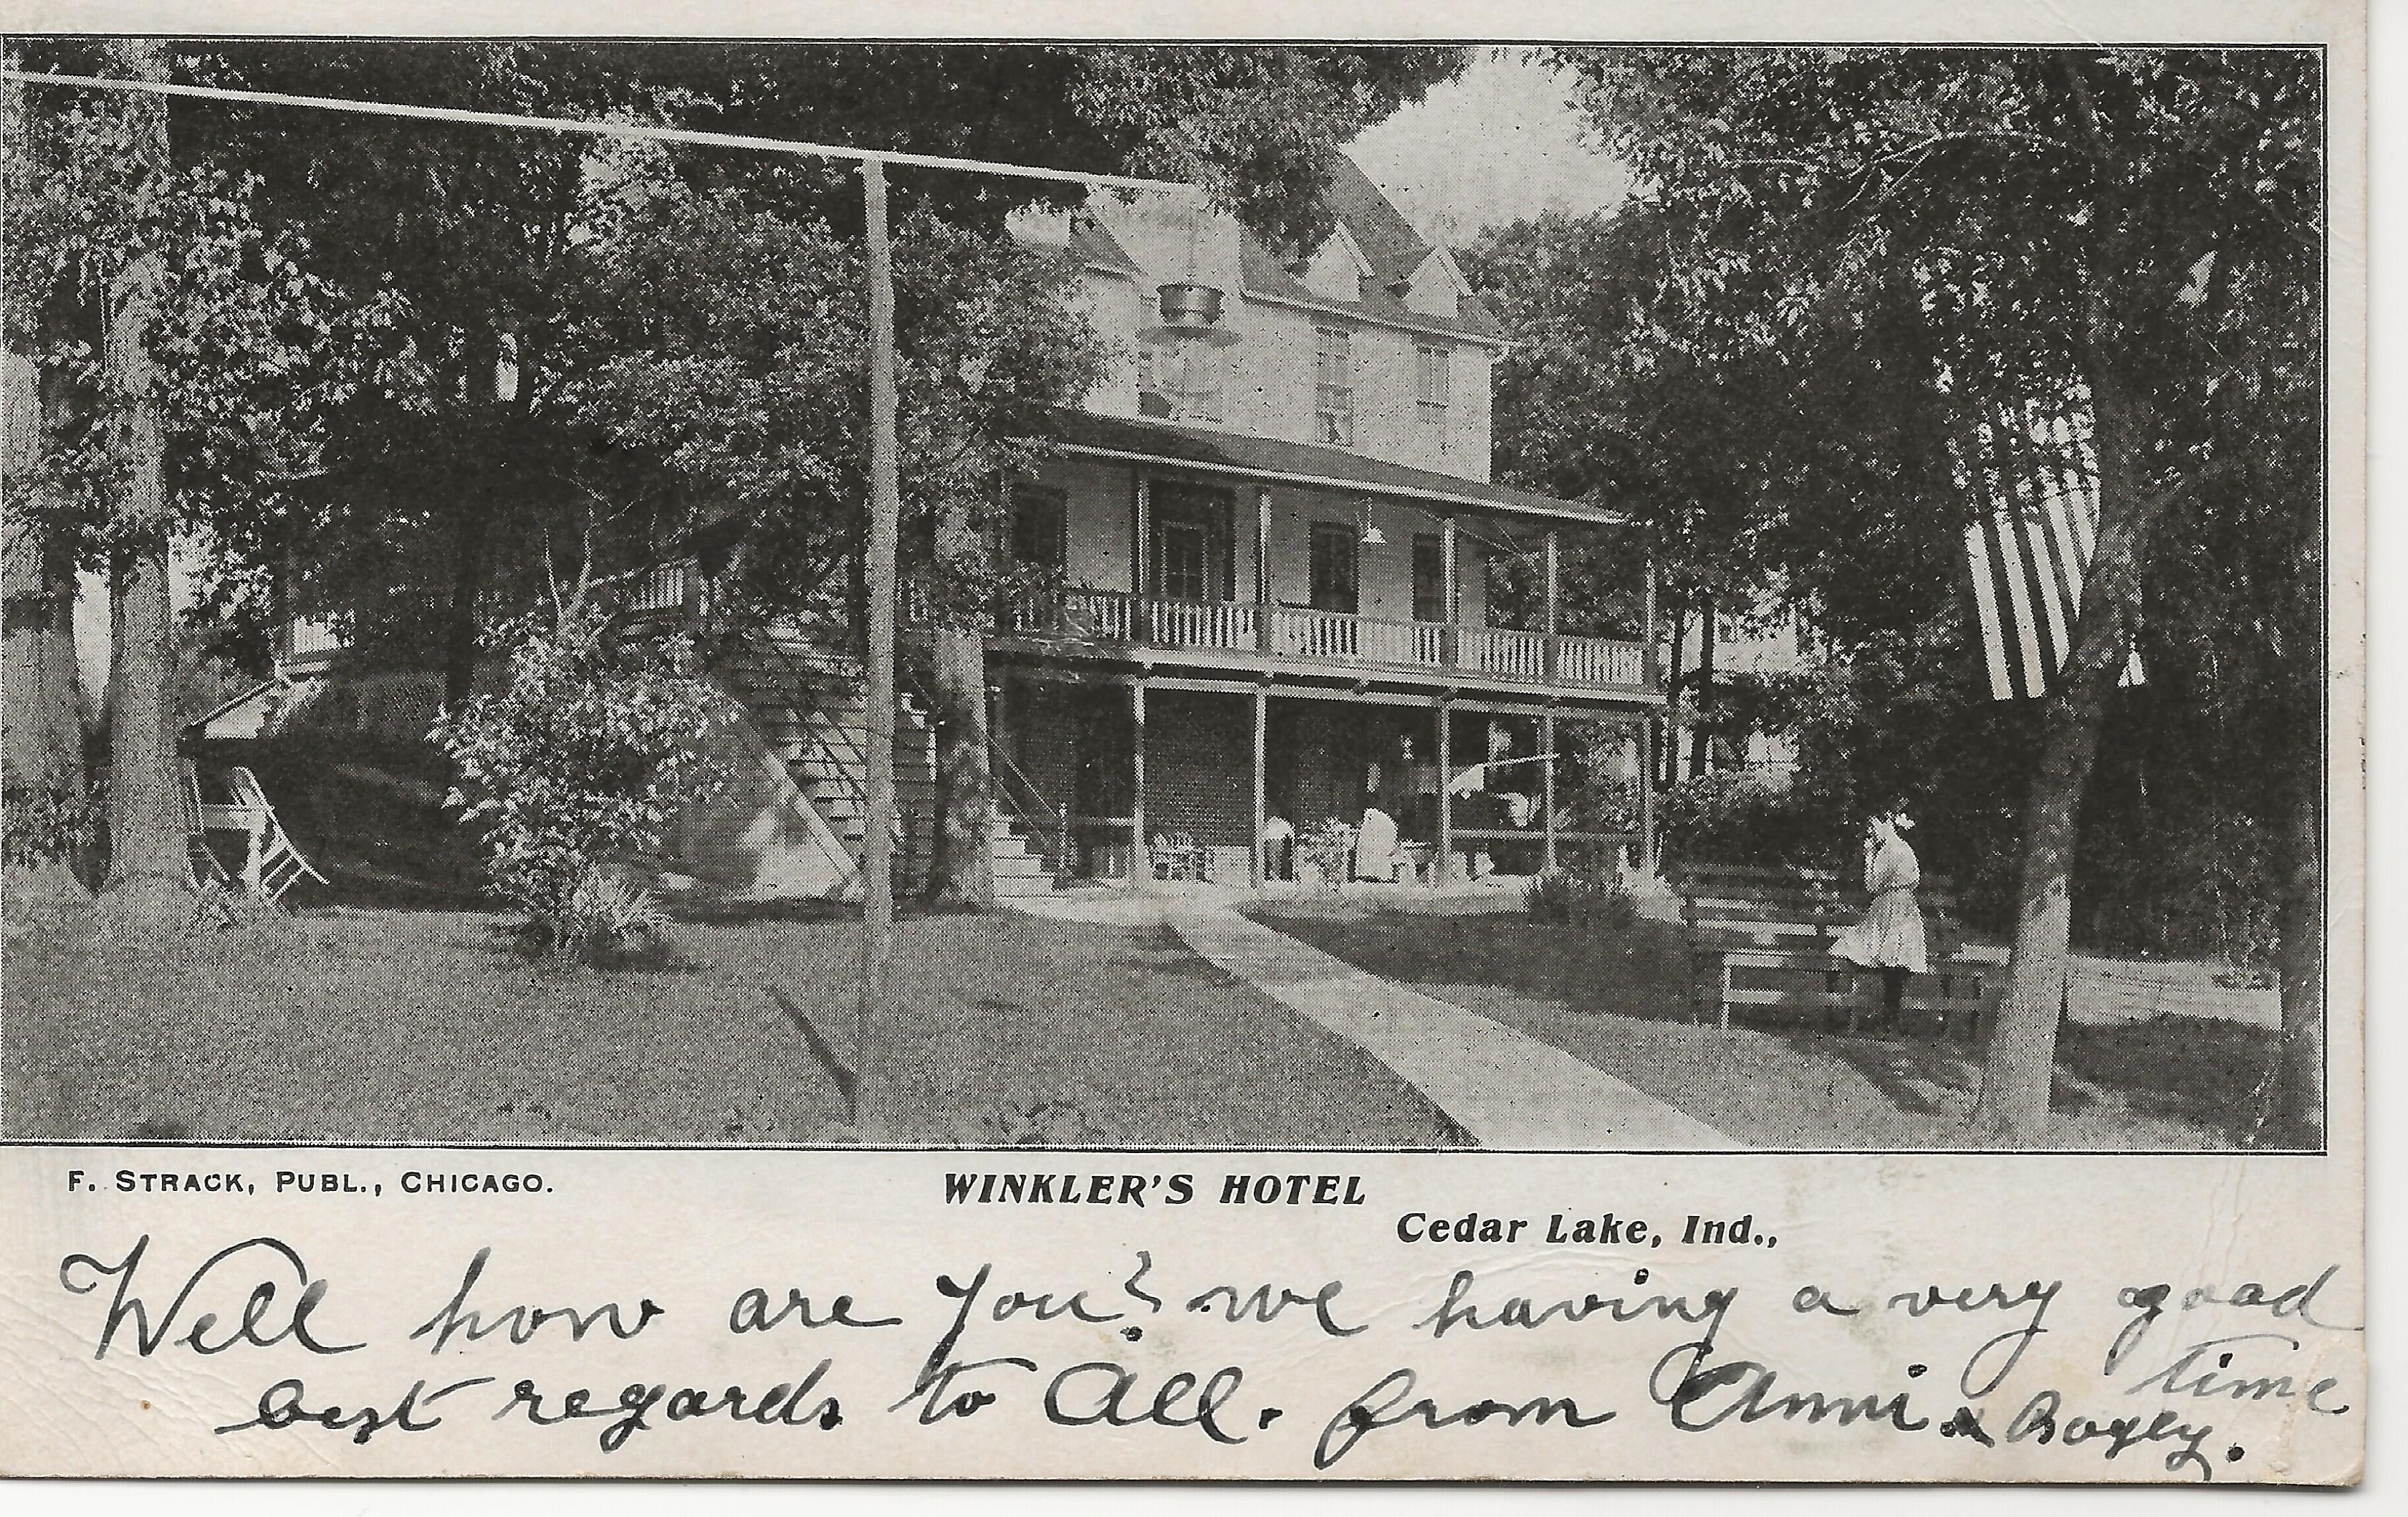 F. STRACK, PUBL., CHICAGO.
WINKLER'S HOTEL
Cedar Lake, Ind.,
Well how are you? we having a very good
time
best regards to All. from Anni &